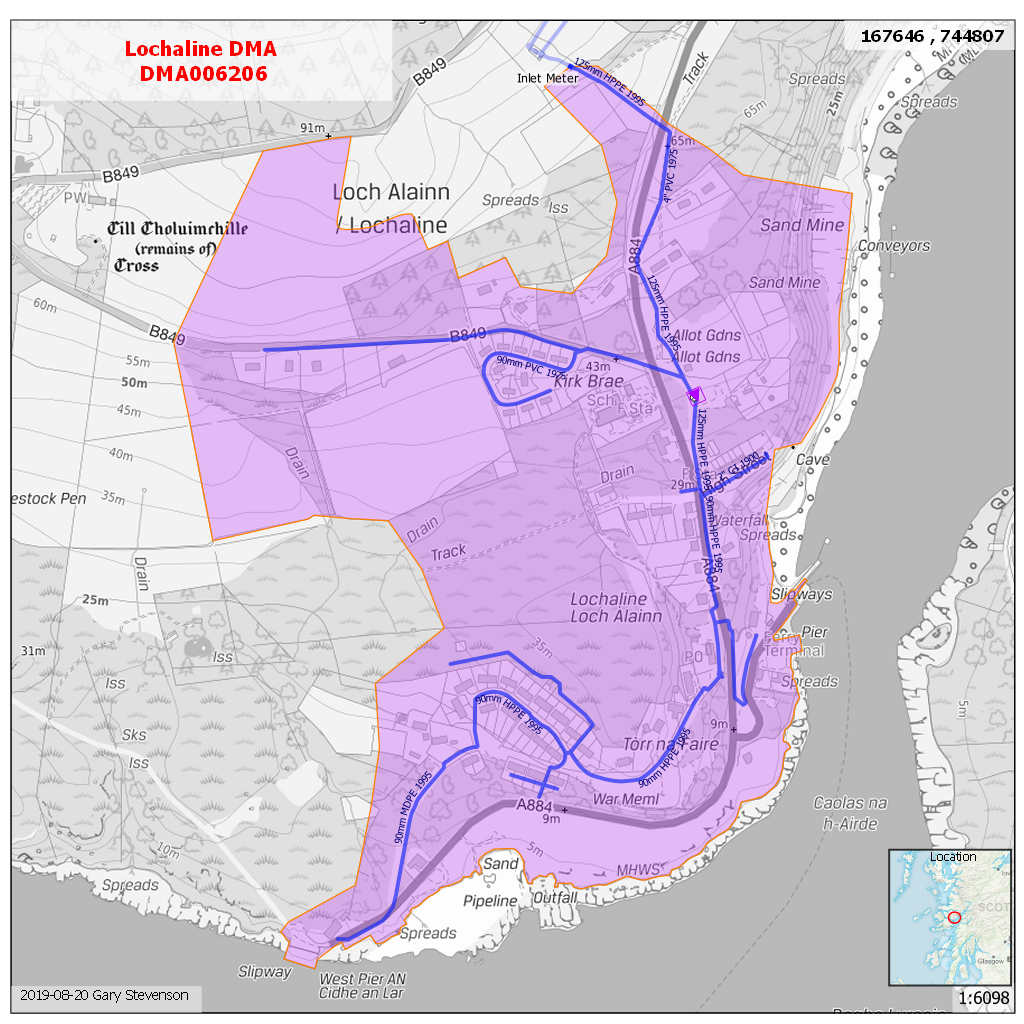 Lochaline DMA
DMA006206
167646 , 744807
B849
Inlet Meter
125mm HPPE 1995
Track
Spreads
25m
Spreads
65m
91m
65m
4" PVC 1975
B849
PW
Loch Alainn
/ Lochaline
Spreads
Iss
Cill Choluimchille
(remains of)
Cross
Sand Mine
Conveyors
A884
Sand Mine
60m
125mm HPPE 1995
B849
B849
Allot Gdns
Allot Gdns
55m
50m
90mm PVC 1975
43m
Kirk Brae
Sch
F Sta
45m
40m
125mm HPPE 1995
Drain
Drain
Cave
29m
High Street
2" CI 1900
estock Pen
35m
90mm HPPE 1995
Waterfall
Spreads
Drain
Track
Drain
A884
25m
Lochaline
Loch Alainn
Slipways
Pier
Ferry
Terminal
31m
Iss
35m
PO
Iss
Spreads
Sks
Iss
90mm HPPE 1995
9m
5m
Tòrr na Faire
90mm HPPE 1995
90mm MDPE 1995
War Meml
A884
9m
Caolas na
h-Airde
10m
5m
MHWS
Spreads
Sand
Pipeline
Outfall
Spreads
Location
SCOT
Glasgow
Slipway
West Pier AN
Cidhe an Lar
2019-08-20 Gary Stevenson
1:6098